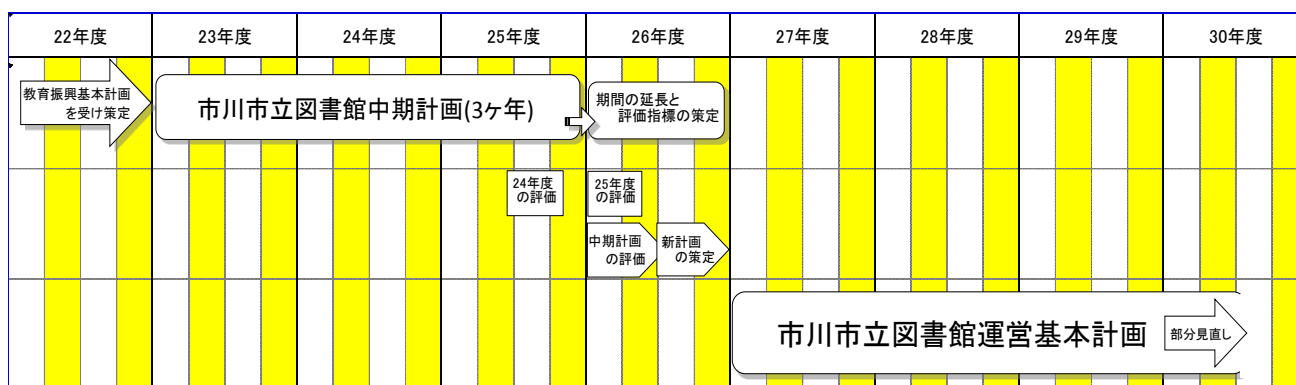 22年度 23年度 24年度 25年度 26年度 27年度 28年度 29年度 30年度
教育振興基本計画
を受け策定
市川市立図書館中期計画(3ヶ年)
期間の延長と
評価指標の策定
24年度
の評価
25年度
の評価
中期計画
の評価
新計画
の策定
市川市立図書館運営基本計画
部分見直し